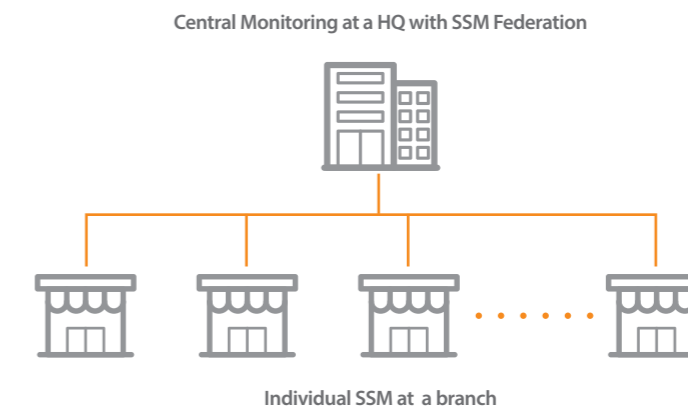 Central Monitoring at a HQ with SSM Federation
Individual SSM at a branch